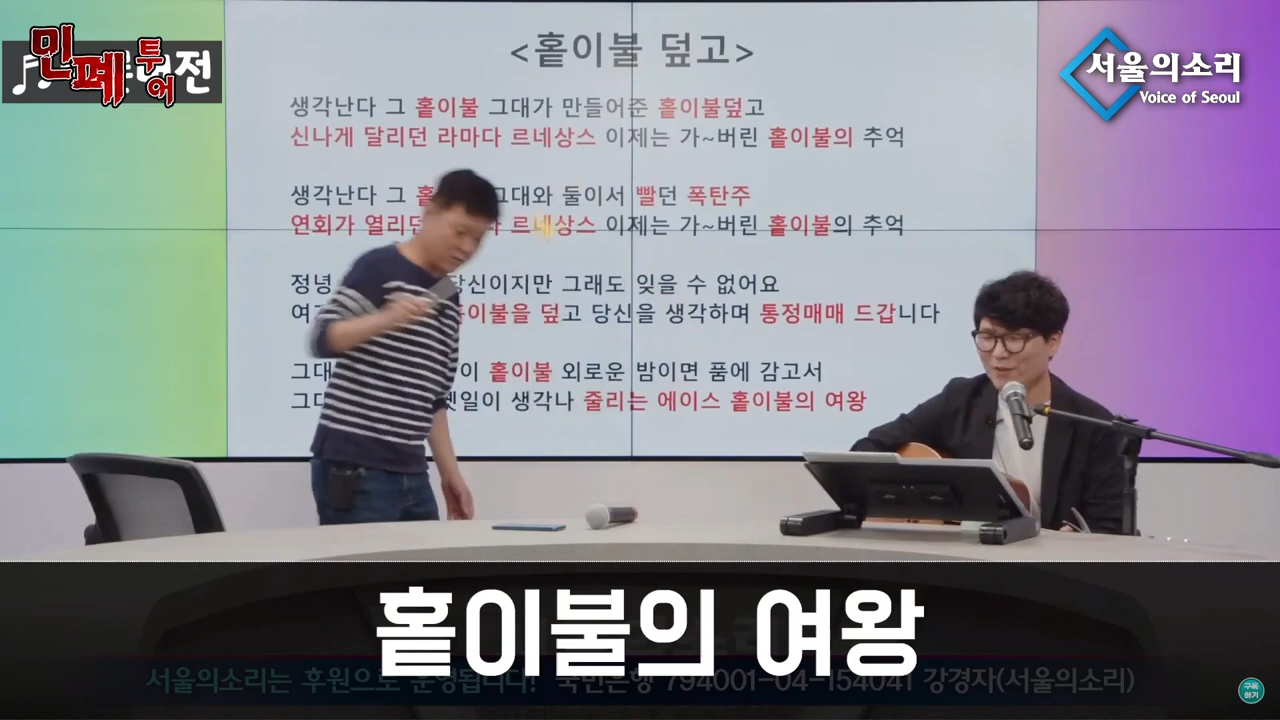 민폐투어
전
<홑이불 덮고>
서울의소리
Voice of Seoul
생각난다 그 홑이불 그대가 만들어준 홑이불덮고
신나게 달리던 라마다 르네상스 이제는 가~버린 홑이불의 추억
생각난다 그 그대와 둘이서 빨던 폭탄주
연회가 열리던 르네상스 이제는 가~버린 홑이불의 추억
정녕 당신이지만 그래도 잊을 수 없어요
홑이불을 덮고 당신을 생각하며 통정매매 드갑니다
이 홑이불 외로운 밤이면 품에 감고서
옛일이 생각나 줄리는 에이스 홑이불의 여왕
홑이불의 여왕
서울의소리는 후원으로 운영됩니다! 국민은행 794001-04-154041 강경자(서울의소리)
구독
하기